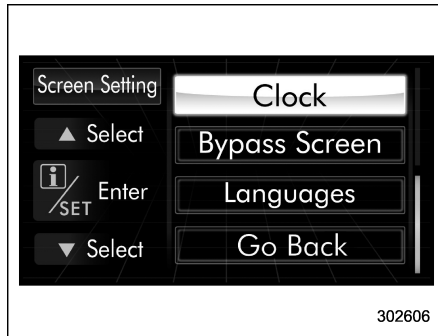 Screen Setting
▲ Select
i/SET Enter
▼ Select
Clock
Bypass Screen
Languages
Go Back
302606